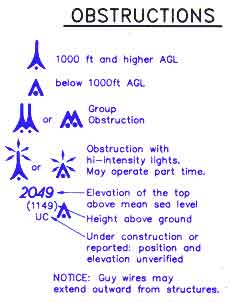 OBSTRUCTIONS
1000 ft and higher AGL
below 1000ft AGL
or
Group
Obstruction
or
Obstruction with
hi-intensity lights.
May operate part time.
2049
Elevation of the top
above mean sea level
(1149)
Height above ground
UC
Under construction or
reported: position and
elevation unverified
NOTICE: Guy wires may
extend outward from structures.